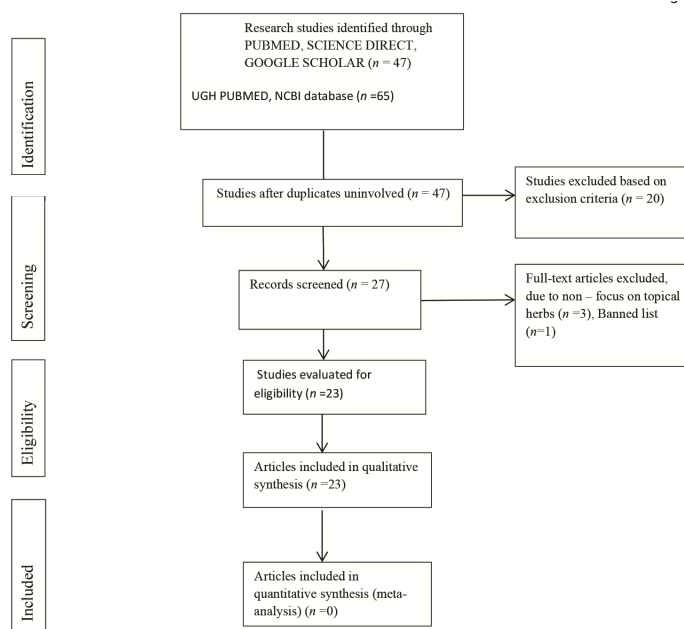 Identification
Research studies identified through
PUBMED, SCIENCE DIRECT,
GOOGLE SCHOLAR (n = 47)
UGH PUBMED, NCBI database (n =65)
Studies after duplicates uninvolved (n = 47)
Studies excluded based on
exclusion criteria (n = 20)
Screening
Records screened (n = 27)
Full-text articles excluded,
due to non – focus on topical
herbs (n =3), Banned list
(n=1)
Eligibility
Studies evaluated for
eligibility (n =23)
Articles included in qualitative
synthesis (n =23)
Included
Articles included in
quantitative synthesis (meta-
analysis) (n =0)